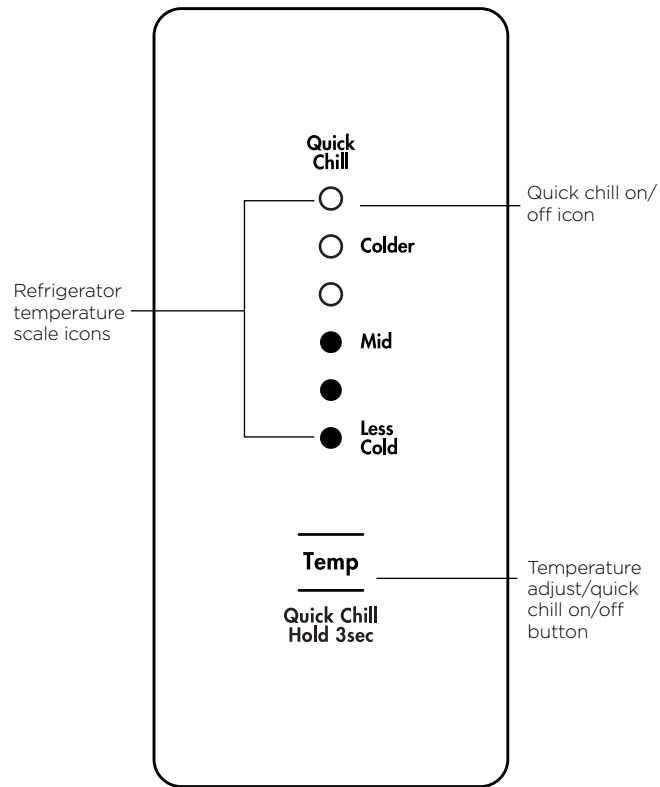 Quick
Chill
Quick chill on/
off icon
Colder
Refrigerator
temperature
scale icons
Mid
Less
Cold
Temp
Temperature
adjust/quick
chill on/off
button
Quick Chill
Hold 3sec